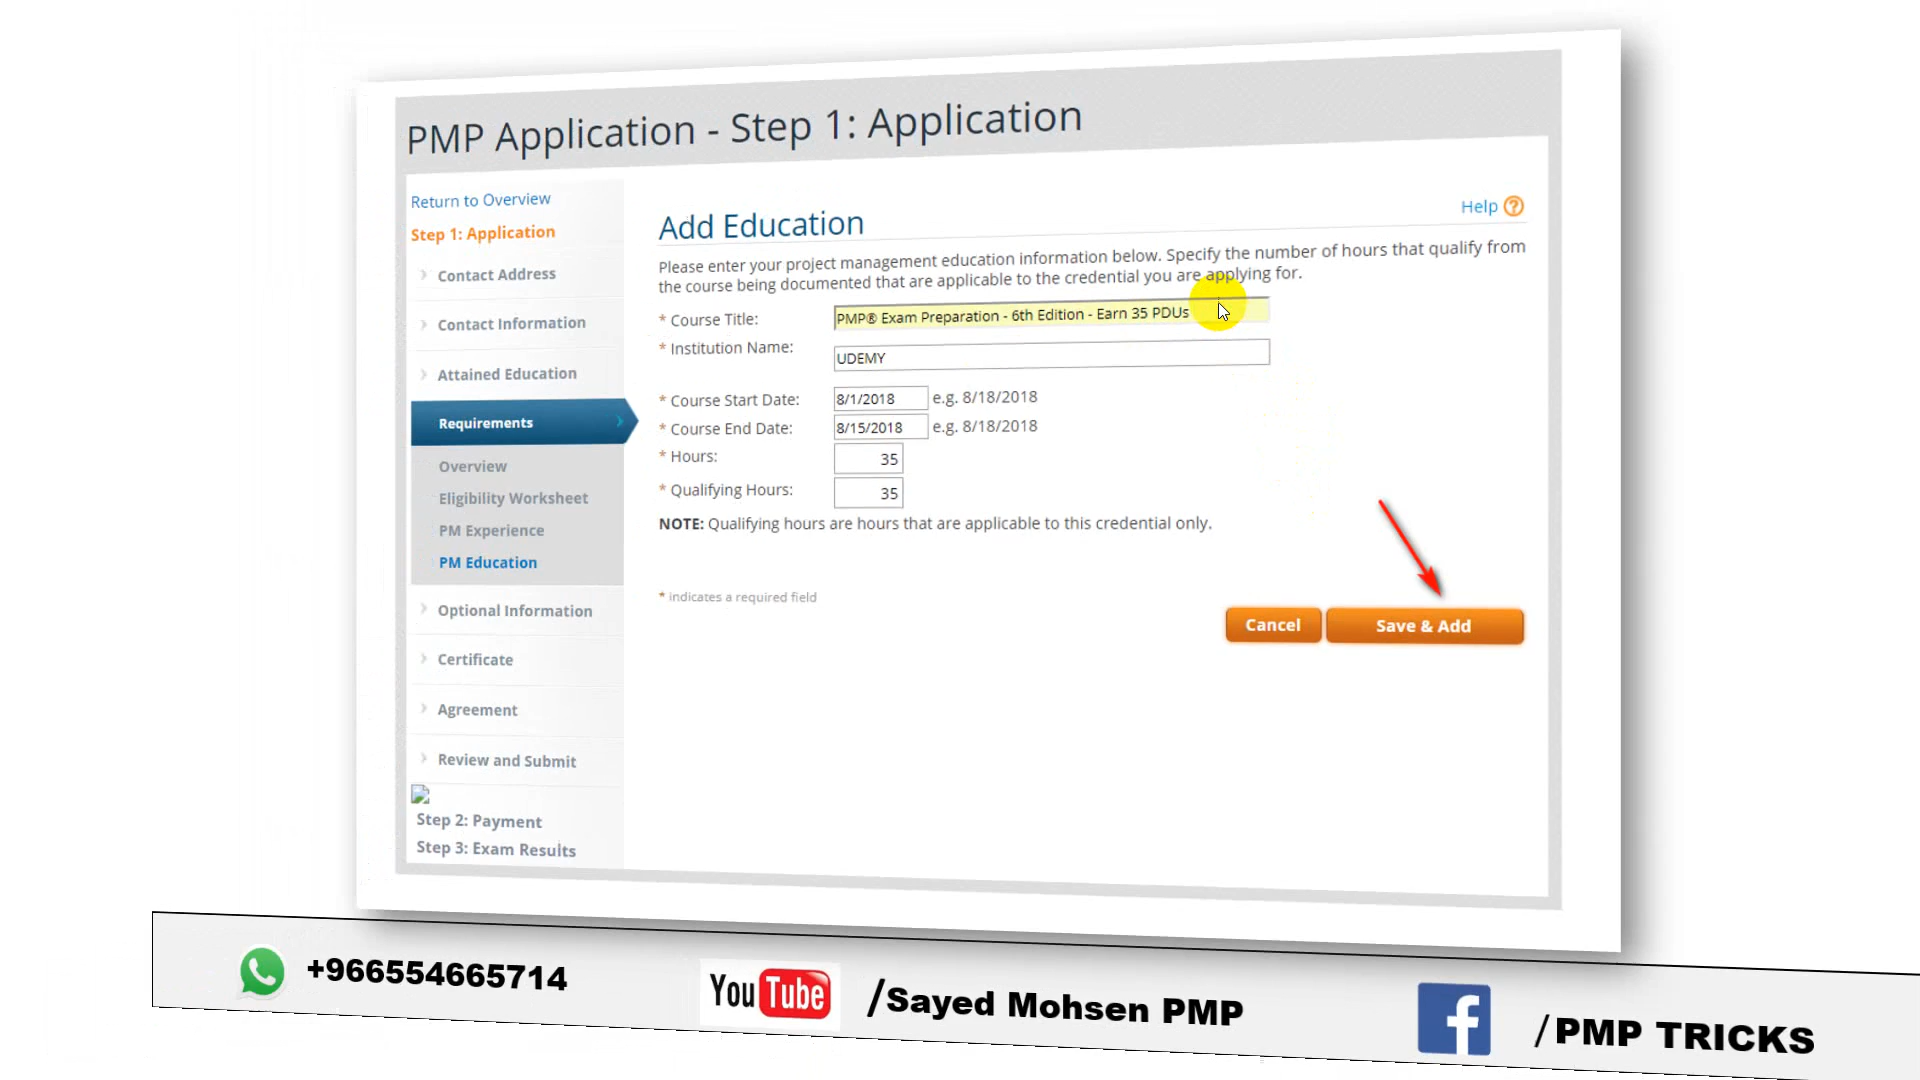 PMP Application - Step 1: Application
Return to Overview
Step 1: Application
Contact Address
Contact Information
Attained Education
Requirements
Overview
Eligibility Worksheet
PM Experience
PM Education
Optional Information
Certificate
Agreement
Review and Submit
Step 2: Payment
Step 3: Exam Results
Help ?
Add Education
Please enter your project management education information below. Specify the number of hours that qualify from
the course being documented that are applicable to the credential you are applying for.
* Course Title: PMP® Exam Preparation - 6th Edition - Earn 35 PDUs
* Institution Name: UDEMY
* Course Start Date: 8/1/2018 e.g. 8/18/2018
* Course End Date: 8/15/2018 e.g. 8/18/2018
* Hours: 35
* Qualifying Hours: 35
NOTE: Qualifying hours are hours that are applicable to this credential only.
* indicates a required field
Cancel Save & Add
+966554665714 YouTube /Sayed Mohsen PMP f /PMP TRICKS